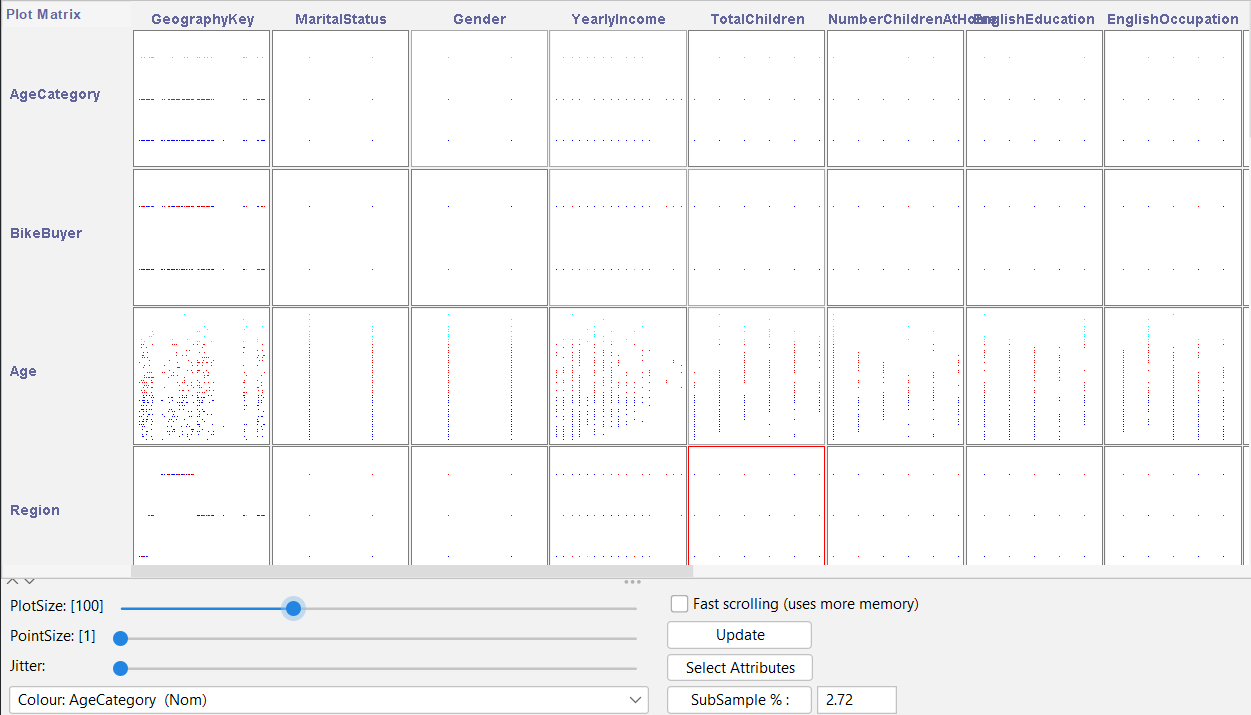 Plot Matrix
GeographyKey MaritalStatus Gender YearlyIncome TotalChildren NumberChildrenAtHome EnglishEducation EnglishOccupation
AgeCategory
BikeBuyer
Age
Region
PlotSize: [100]
Fast scrolling (uses more memory)
PointSize: [1]
Update
Jitter:
Select Attributes
Colour: AgeCategory (Nom)
SubSample % :
2.72